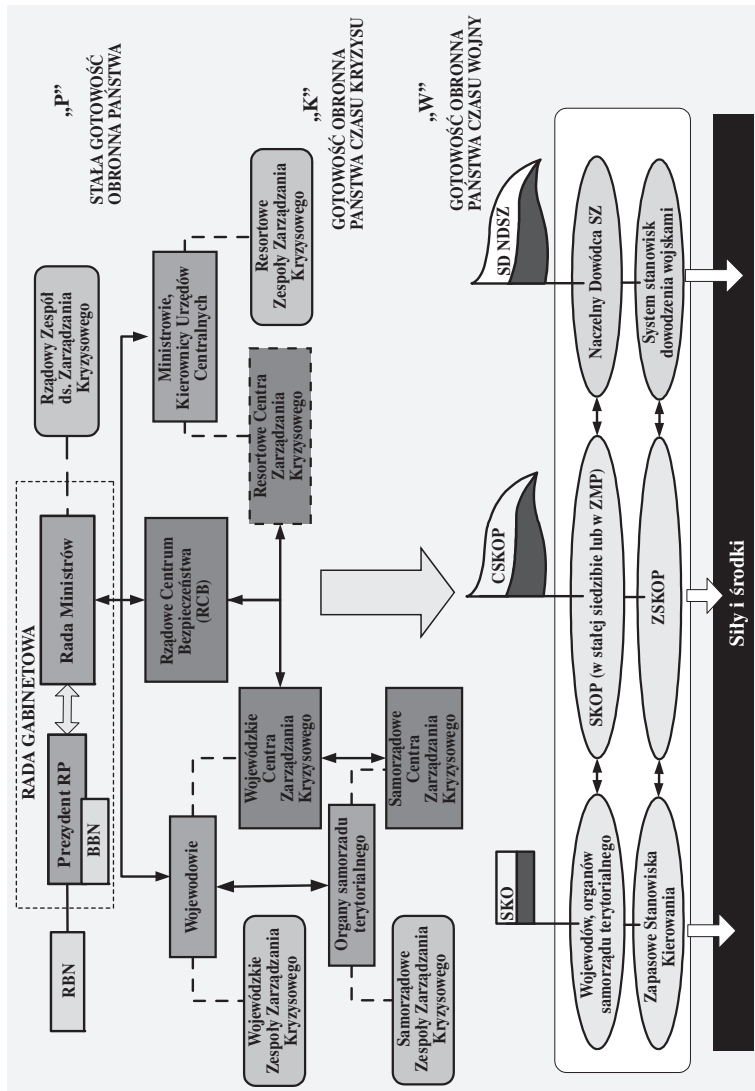 RADA GABINETOWA
RBN
Prezydent RP
BBN
Rada Ministrów
Rządowy Zespół
ds. Zarządzania
Kryzysowego
„P”
STAŁA GOTOWOŚĆ
OBRONNA PAŃSTWA
Wojewódzkie
Zespoły Zarządzania
Kryzysowego
Wojewodowie
Rządowe Centrum
Bezpieczeństwa
(RCB)
Ministrowie,
Kierownicy Urzędów
Centralnych
Wojewódzkie
Centra
Zarządzania
Kryzysowego
Resortowe Centra
Zarządzania
Kryzysowego
Resortowe
Zespoły Zarządzania
Kryzysowego
„K”
GOTOWOŚĆ OBRONNA
PAŃSTWA CZASU KRYZYSU
Samorządowe
Zespoły Zarządzania
Kryzysowego
Organy samorzadu
terytorialnego
Samorządowe
Centra
Zarządzania
Kryzysowego
„W”
GOTOWOŚĆ OBRONNA
PAŃSTWA CZASU WOJNY
SKO
CSKOP
SD NDSZ
Wojewodów, organów
samorządu terytorialnego
SKOP (w stałej siedzibie lub w ZMP)
Naczelny Dowódca SZ
Zapasowe Stanowiska
Kierowania
ZSKOP
System stanowisk
dowodzenia wojskami
Siły i środki